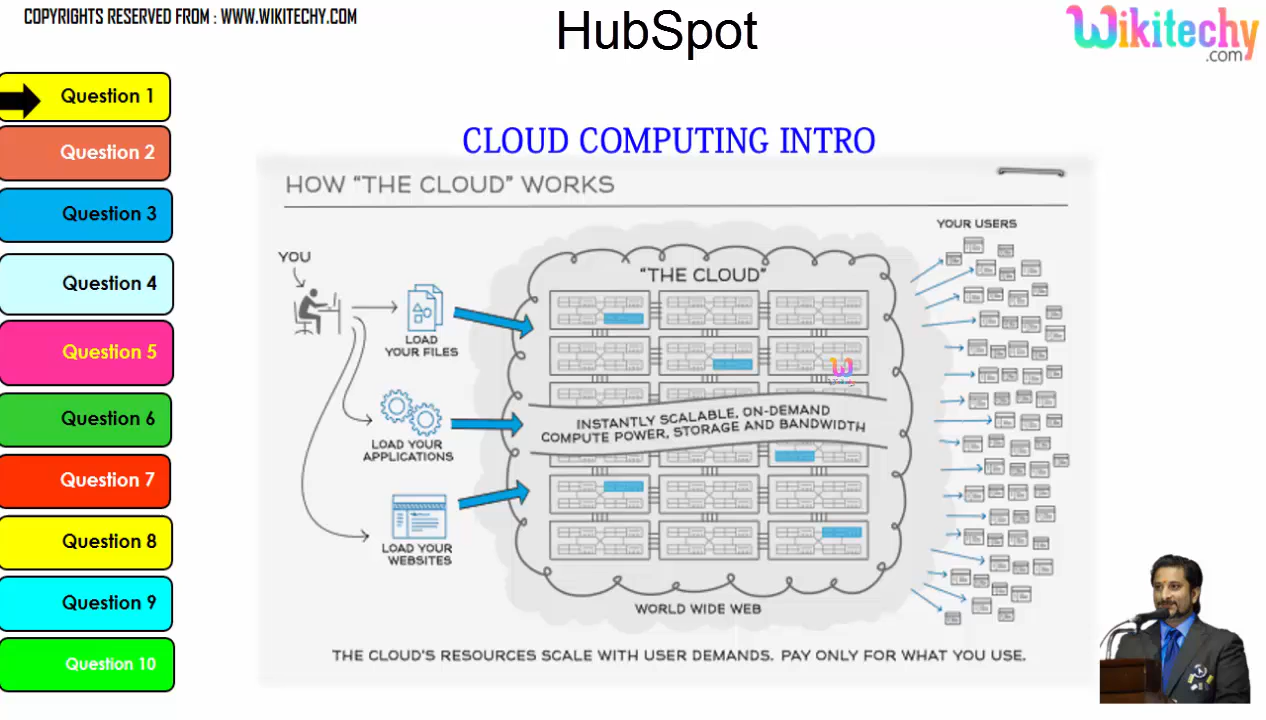 COPYRIGHTS RESERVED FROM : WWW.WIKITECHY.COM
HubSpot
Wikitechy
.com
Question 1
Question 2
Question 3
Question 4
Question 5
Question 6
Question 7
Question 8
Question 9
Question 10
CLOUD COMPUTING INTRO
HOW "THE CLOUD" WORKS
YOU
LOAD
YOUR FILES
LOAD YOUR
APPLICATIONS
LOAD YOUR
WEBSITES
"THE CLOUD"
INSTANTLY SCALABLE, ON-DEMAND
COMPUTE POWER, STORAGE AND BANDWIDTH
WORLD WIDE WEB
YOUR USERS
THE CLOUD'S RESOURCES SCALE WITH USER DEMANDS. PAY ONLY FOR WHAT YOU USE.